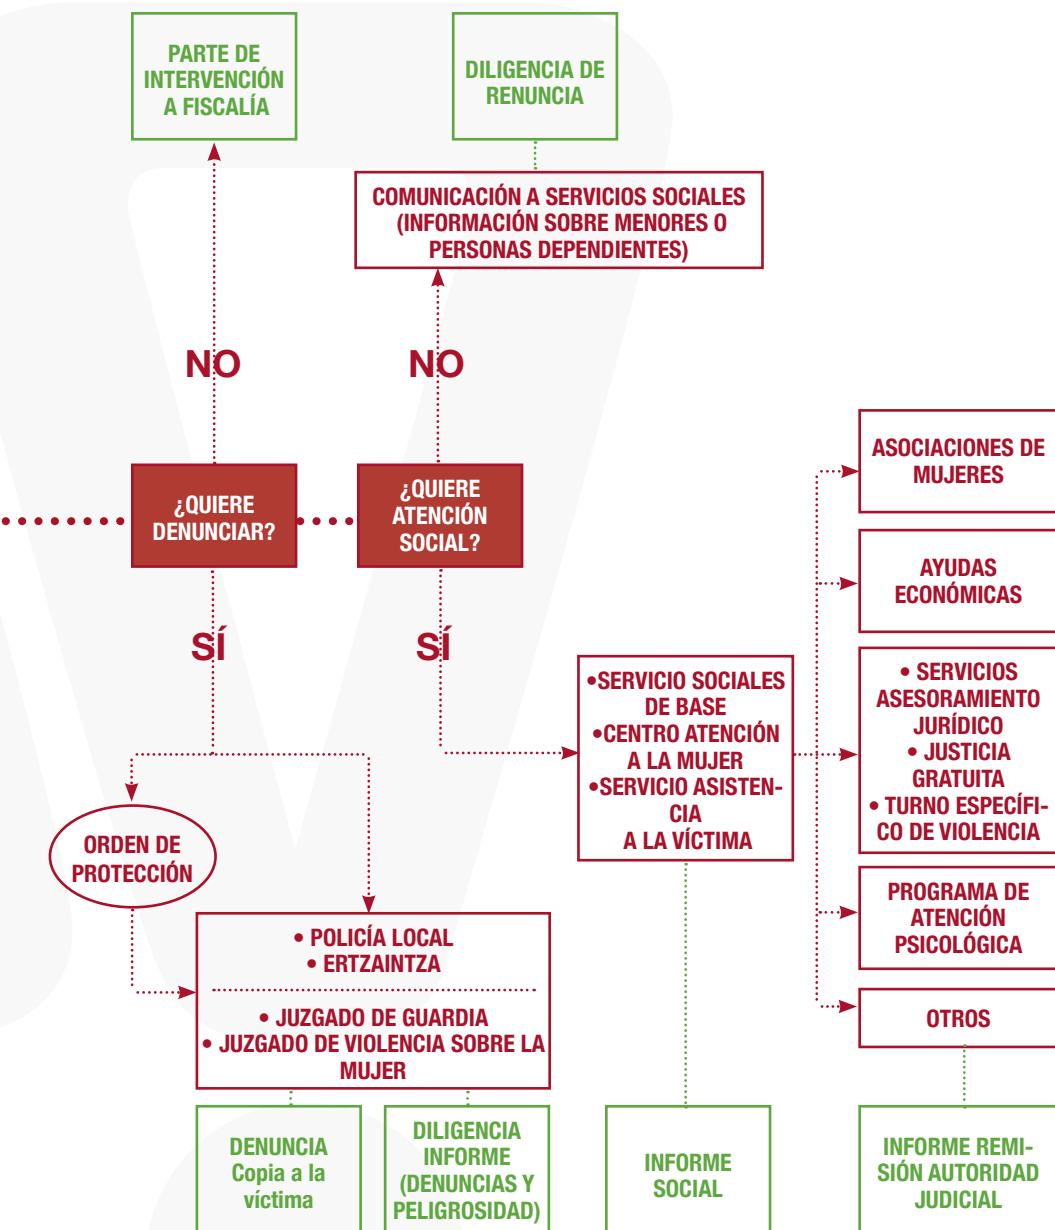 PARTE DE
INTERVENCIÓN
A FISCALÍA
DILIGENCIA DE
RENUNCIA
COMUNICACIÓN A SERVICIOS SOCIALES
(INFORMACIÓN SOBRE MENORES O
PERSONAS DEPENDIENTES)
NO
NO
¿QUIERE
DENUNCIAR?
¿QUIERE
ATENCIÓN
SOCIAL?
SÍ
SÍ
ORDEN DE
PROTECCIÓN
• POLICÍA LOCAL
• ERTZAINTZA
• JUZGADO DE GUARDIA
• JUZGADO DE VIOLENCIA SOBRE LA
MUJER
•SERVICIO SOCIALES
DE BASE
•CENTRO ATENCIÓN
A LA MUJER
•SERVICIO ASISTEN-
CIA
A LA VÍCTIMA
ASOCIACIONES DE
MUJERES
AYUDAS
ECONÓMICAS
• SERVICIOS
ASESORAMIENTO
JURÍDICO
• JUSTICIA
GRATUITA
• TURNO ESPECÍFI-
CO DE VIOLENCIA
PROGRAMA DE
ATENCIÓN
PSICOLÓGICA
OTROS
DENUNCIA
Copia a la
víctima
DILIGENCIA
INFORME
(DENUNCIAS Y
PELIGROSIDAD)
INFORME
SOCIAL
INFORME REMI-
SIÓN AUTORIDAD
JUDICIAL